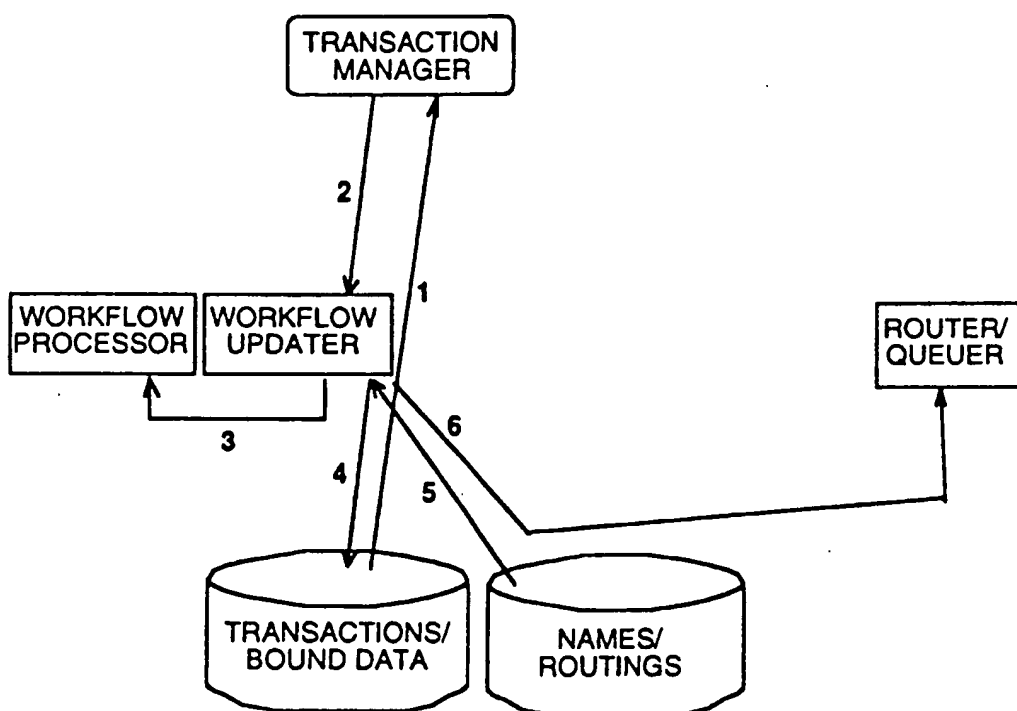 TRANSACTION
MANAGER
2
1
WORKFLOW
PROCESSOR
WORKFLOW
UPDATER
ROUTER/
QUEUER
3
4
5
6
TRANSACTIONS/
BOUND DATA
NAMES/
ROUTINGS